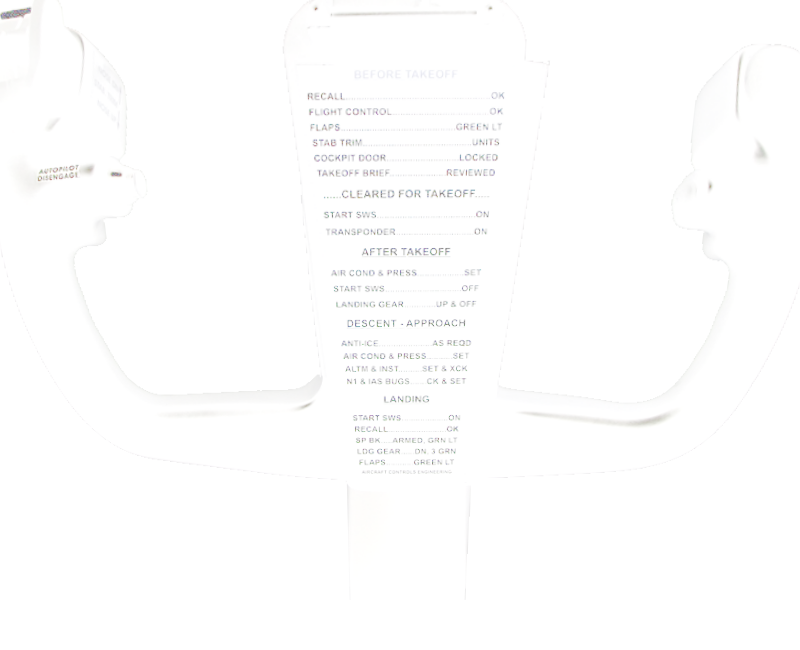 BEFORE TAKEOFF
RECALL..............................OK
FLIGHT CONTROL....................OK
FLAPS........................GREEN LT
STAB TRIM........................UNITS
COCKPIT DOOR................LOCKED
TAKEOFF BRIEF.............REVIEWED
......CLEARED FOR TAKEOFF.....
START SWS........................ON
TRANSPONDER...................ON
AFTER TAKEOFF
AIR COND & PRESS............SET
START SWS...................OFF
LANDING GEAR........UP & OFF
DESCENT - APPROACH
ANTI-ICE................AS REQD
AIR COND & PRESS........SET
ALTM & INST.......SET & XCK
N1 & IAS BUGS.....CK & SET
LANDING
START SWS..............ON
RECALL.................OK
SP BK....ARMED, GRN LT
LDG GEAR.....DN, 3 GRN
FLAPS.........GREEN LT
AIRCRAFT CONTROLS ENGINEERING
AUTOPILOT
DISENGAGE